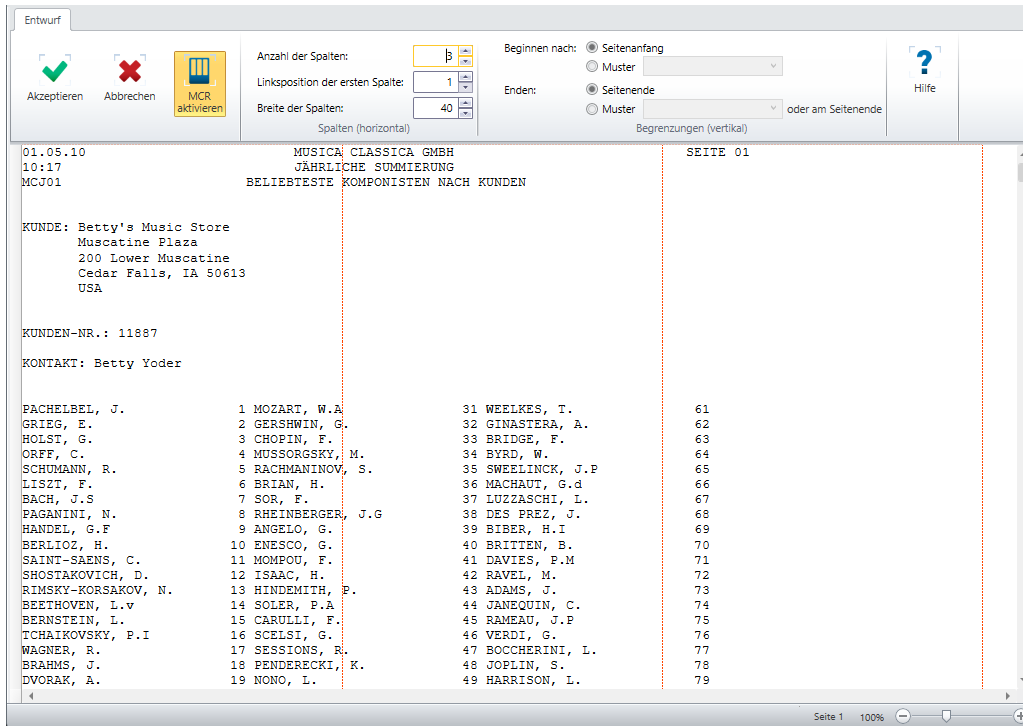 Entwurf
Akzeptieren
Abbrechen
MCR aktivieren
Anzahl der Spalten: 3
Linksposition der ersten Spalte: 1
Breite der Spalten: 40
Spalten (horizontal)
Beginnen nach: Seitenanfang
Muster
Enden: Seitenende
Muster oder am Seitenende
Begrenzungen (vertikal)
Hilfe
01.05.10 MUSICA CLASSICA GMBH SEITE 01
10:17 JÄHRLICHE SUMMIERUNG
MCJ01 BELIEBTESTE KOMPONISTEN NACH KUNDEN
KUNDE: Betty's Music Store
Muscatine Plaza
200 Lower Muscatine
Cedar Falls, IA 50613
USA
KUNDEN-NR.: 11887
KONTAKT: Betty Yoder
PACHELBEL, J. 1 MOZART, W.A 31 WEELKES, T. 61
GRIEG, E. 2 GERSHWIN, G. 32 GINASTERA, A. 62
HOLST, G. 3 CHOPIN, F. 33 BRIDGE, F. 63
ORFF, C. 4 MUSSORGSKY, M. 34 BYRD, W. 64
SCHUMANN, R. 5 RACHMANINOV, S. 35 SWEELINCK, J.P 65
LISZT, F. 6 BRIAN, H. 36 MACHAUT, G.d 66
BACH, J.S 7 SOR, F. 37 LUZZASCHI, L. 67
PAGANINI, N. 8 RHEINBERGER, J.G 38 DES PREZ, J. 68
HANDEL, G.F 9 ANGELO, G. 39 BIBER, H.I 69
BERLIOZ, H. 10 ENESCO, G. 40 BRITTEN, B. 70
SAINT-SAENS, C. 11 MOMPOU, F. 41 DAVIES, P.M 71
SHOSTAKOVICH, D. 12 ISAAC, H. 42 RAVEL, M. 72
RIMSKY-KORSAKOV, N. 13 HINDEMITH, P. 43 ADAMS, J. 73
BEETHOVEN, L.v 14 SOLER, P.A 44 JANEQUIN, C. 74
BERNSTEIN, L. 15 CARULLI, F. 45 RAMEAU, J.P 75
TCHAIKOVSKY, P.I 16 SCELSI, G. 46 VERDI, G. 76
WAGNER, R. 17 SESSIONS, R. 47 BOCCHERINI, L. 77
BRAHMS, J. 18 PENDERECKI, K. 48 JOPLIN, S. 78
DVORAK, A. 19 NONO, L. 49 HARRISON, L. 79
Seite 1 100%